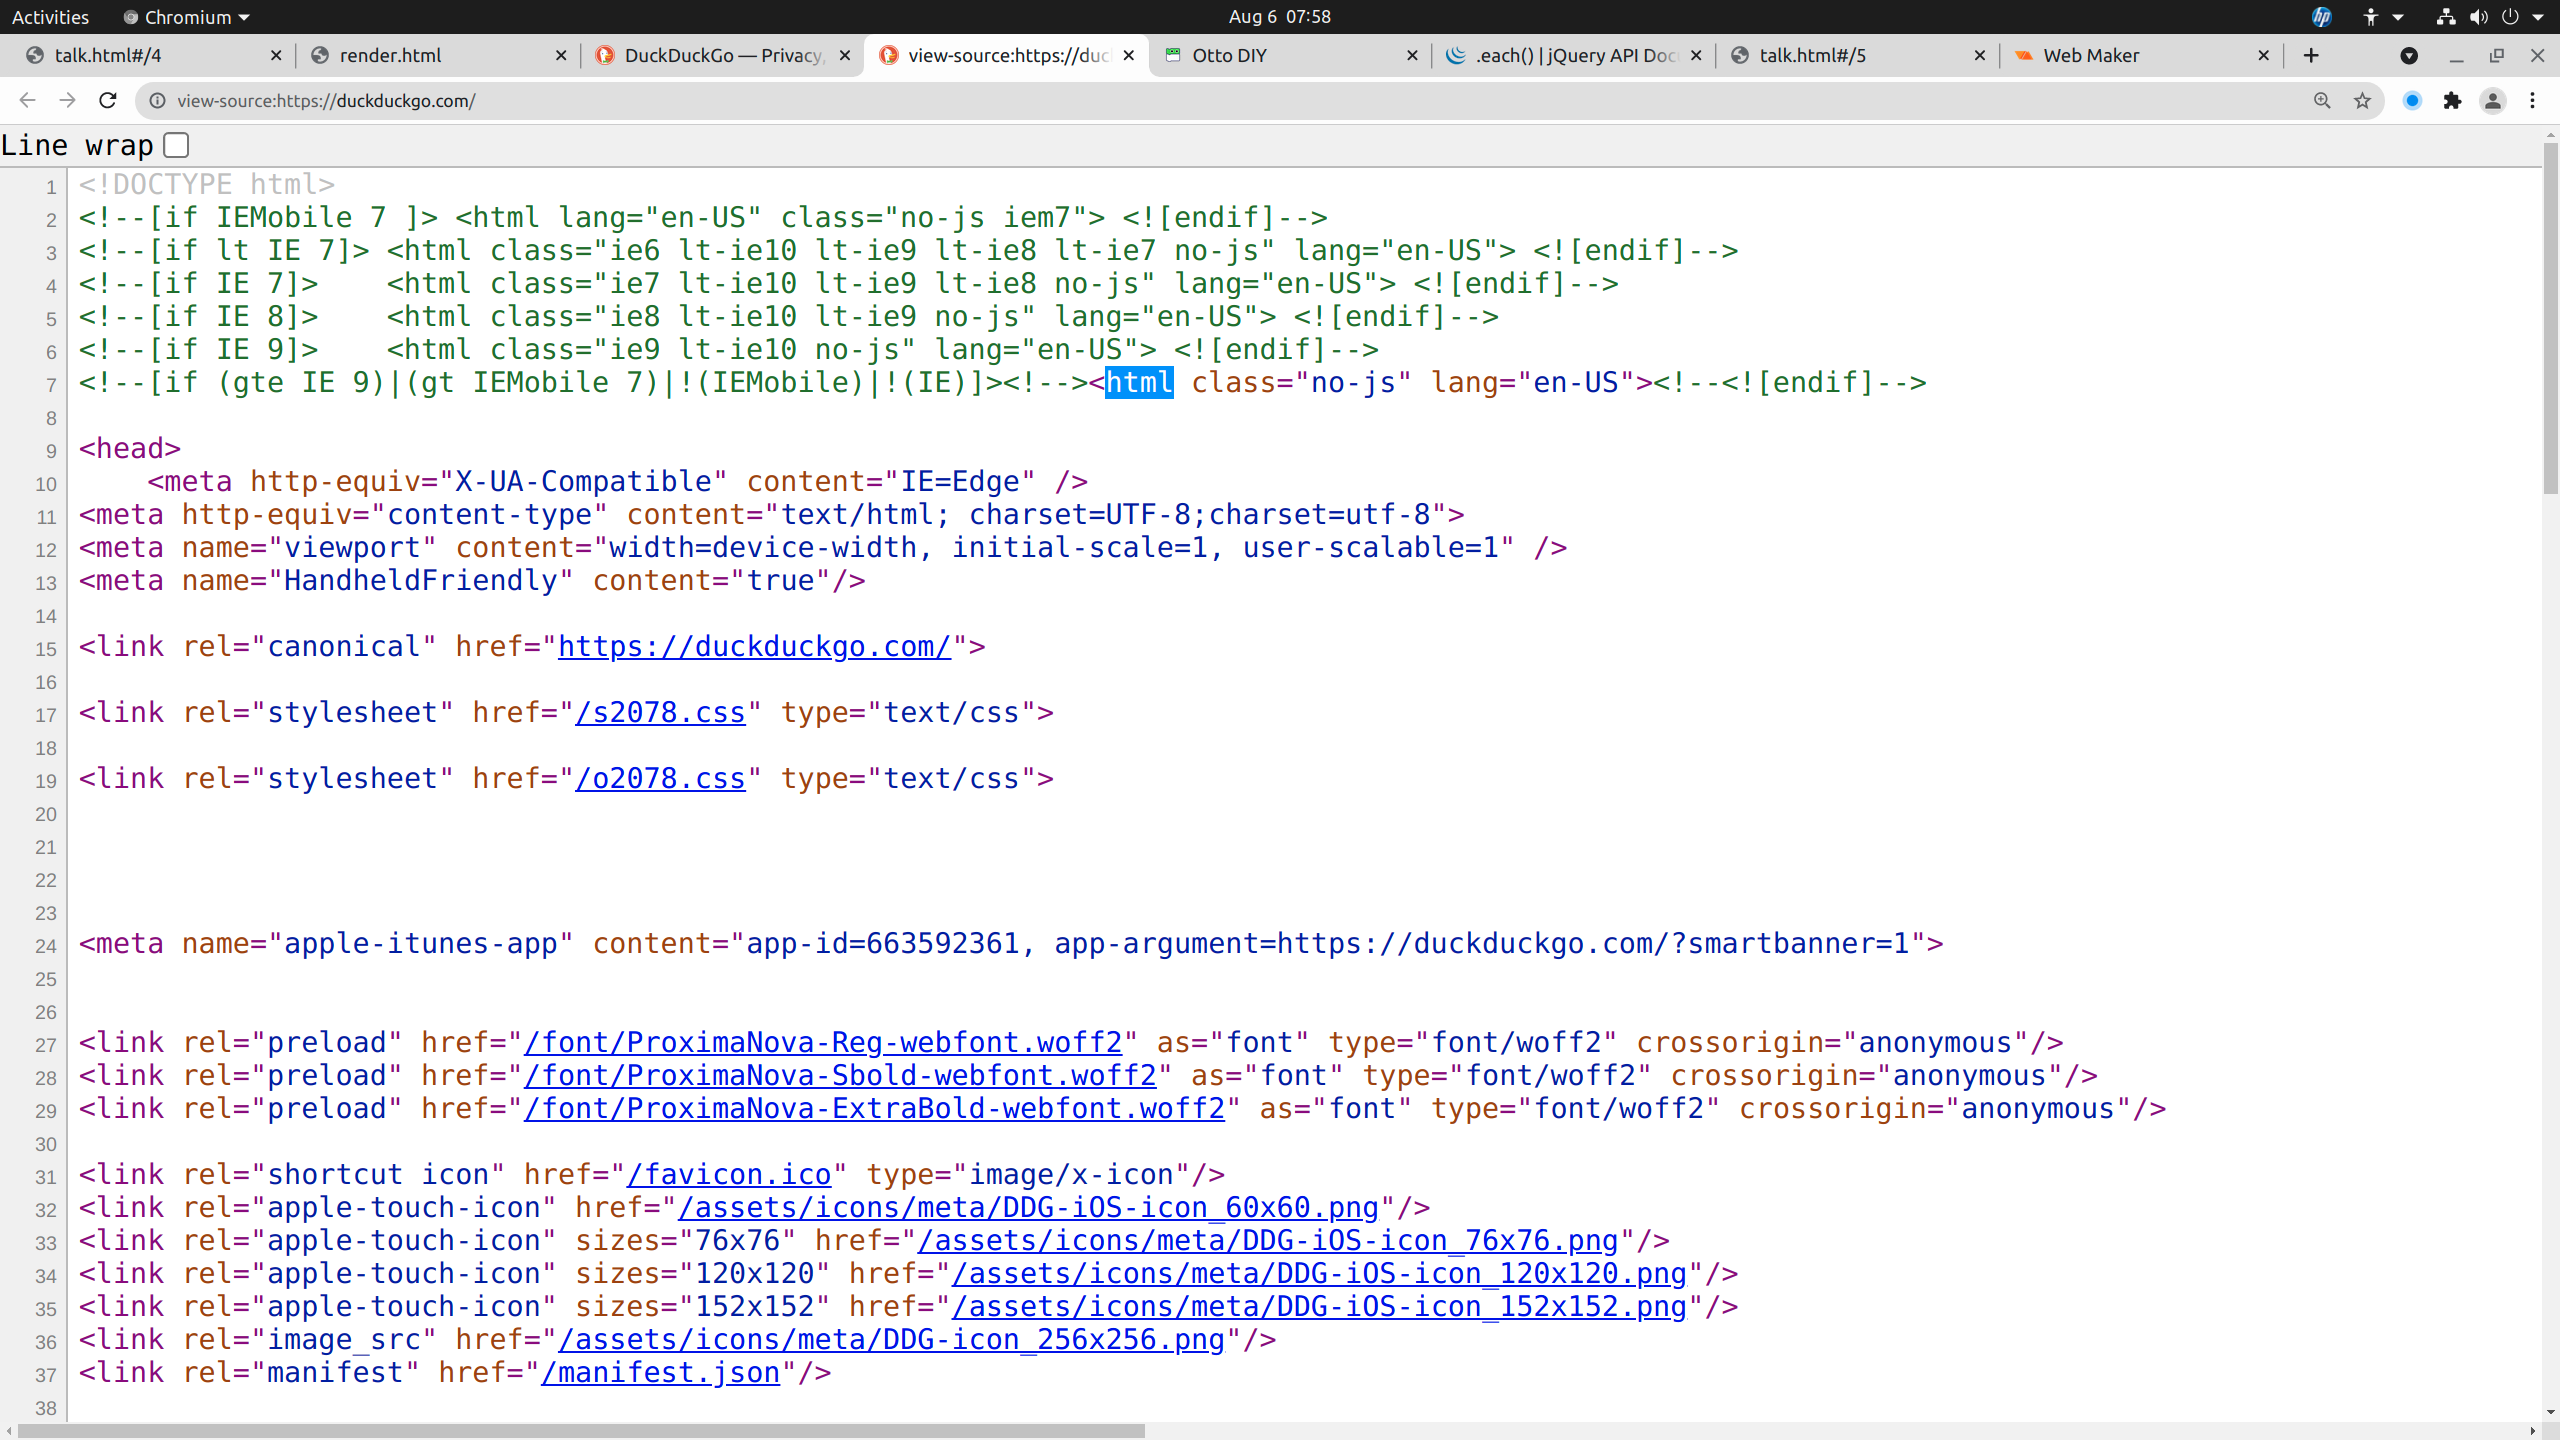 Activities Chromium Aug 6 07:58
talk.html#/4 render.html DuckDuckGo — Privacy, view-source:https://duc Otto DIY .each() | jQuery API Doc talk.html#/5 Web Maker
view-source:https://duckduckgo.com/
Line wrap
1 <!DOCTYPE html>
2 <!--[if IEMobile 7 ]> <html lang="en-US" class="no-js iem7"> <![endif]-->
3 <!--[if lt IE 7]> <html class="ie6 lt-ie10 lt-ie9 lt-ie8 lt-ie7 no-js" lang="en-US"> <![endif]-->
4 <!--[if IE 7]>    <html class="ie7 lt-ie10 lt-ie9 lt-ie8 no-js" lang="en-US"> <![endif]-->
5 <!--[if IE 8]>    <html class="ie8 lt-ie10 lt-ie9 no-js" lang="en-US"> <![endif]-->
6 <!--[if IE 9]>    <html class="ie9 lt-ie10 no-js" lang="en-US"> <![endif]-->
7 <!--[if (gte IE 9)|(gt IEMobile 7)|!(IEMobile)|!(IE)]><!--><html class="no-js" lang="en-US"><!--<![endif]-->
8
9 <head>
10     <meta http-equiv="X-UA-Compatible" content="IE=Edge" />
11 <meta http-equiv="content-type" content="text/html; charset=UTF-8;charset=utf-8">
12 <meta name="viewport" content="width=device-width, initial-scale=1, user-scalable=1" />
13 <meta name="HandheldFriendly" content="true"/>
14
15 <link rel="canonical" href="https://duckduckgo.com/">
16
17 <link rel="stylesheet" href="/s2078.css" type="text/css">
18
19 <link rel="stylesheet" href="/o2078.css" type="text/css">
20
21
22
23
24 <meta name="apple-itunes-app" content="app-id=663592361, app-argument=https://duckduckgo.com/?smartbanner=1">
25
26
27 <link rel="preload" href="/font/ProximaNova-Reg-webfont.woff2" as="font" type="font/woff2" crossorigin="anonymous"/>
28 <link rel="preload" href="/font/ProximaNova-Sbold-webfont.woff2" as="font" type="font/woff2" crossorigin="anonymous"/>
29 <link rel="preload" href="/font/ProximaNova-ExtraBold-webfont.woff2" as="font" type="font/woff2" crossorigin="anonymous"/>
30
31 <link rel="shortcut icon" href="/favicon.ico" type="image/x-icon"/>
32 <link rel="apple-touch-icon" href="/assets/icons/meta/DDG-iOS-icon_60x60.png"/>
33 <link rel="apple-touch-icon" sizes="76x76" href="/assets/icons/meta/DDG-iOS-icon_76x76.png"/>
34 <link rel="apple-touch-icon" sizes="120x120" href="/assets/icons/meta/DDG-iOS-icon_120x120.png"/>
35 <link rel="apple-touch-icon" sizes="152x152" href="/assets/icons/meta/DDG-iOS-icon_152x152.png"/>
36 <link rel="image_src" href="/assets/icons/meta/DDG-icon_256x256.png"/>
37 <link rel="manifest" href="/manifest.json"/>
38